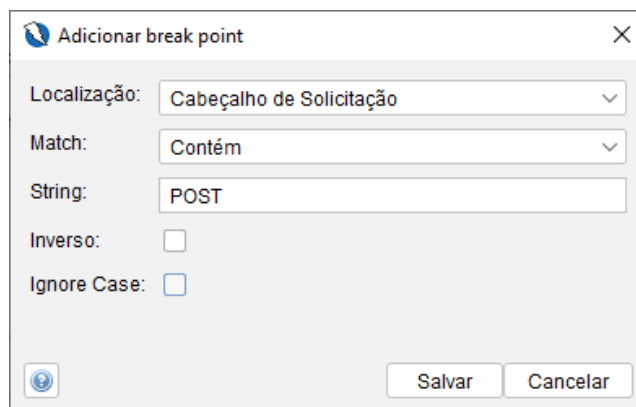 Adicionar break point
Localização: Cabeçalho de Solicitação
Match: Contém
String: POST
Inverso:
Ignore Case:
Salvar Cancelar